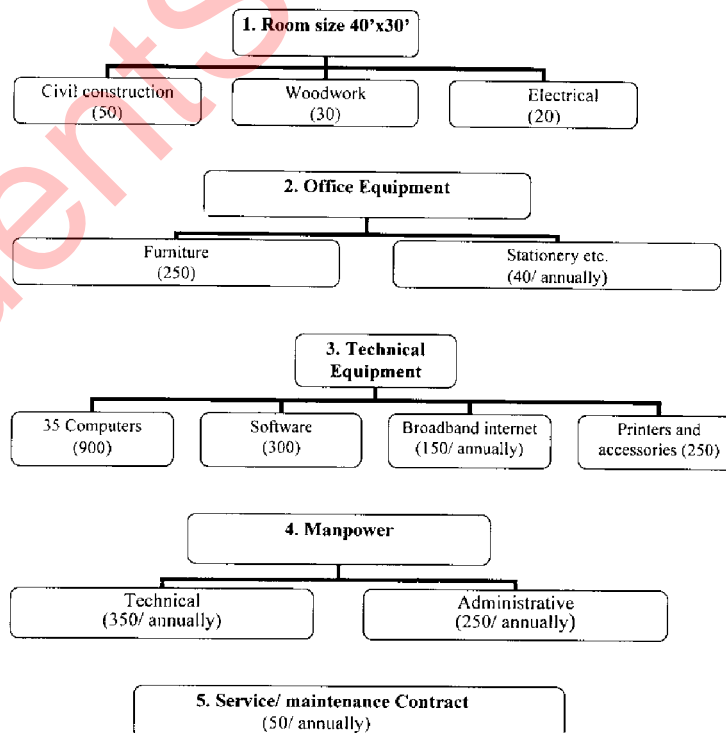 1. Room size 40’x30’
Civil construction
(50)
Woodwork
(30)
Electrical
(20)
2. Office Equipment
Furniture
(250)
Stationery etc.
(40/ annually)
3. Technical
Equipment
35 Computers
(900)
Software
(300)
Broadband internet
(150/ annually)
Printers and
accessories (250)
4. Manpower
Technical
(350/ annually)
Administrative
(250/ annually)
5. Service/ maintenance Contract
(50/ annually)